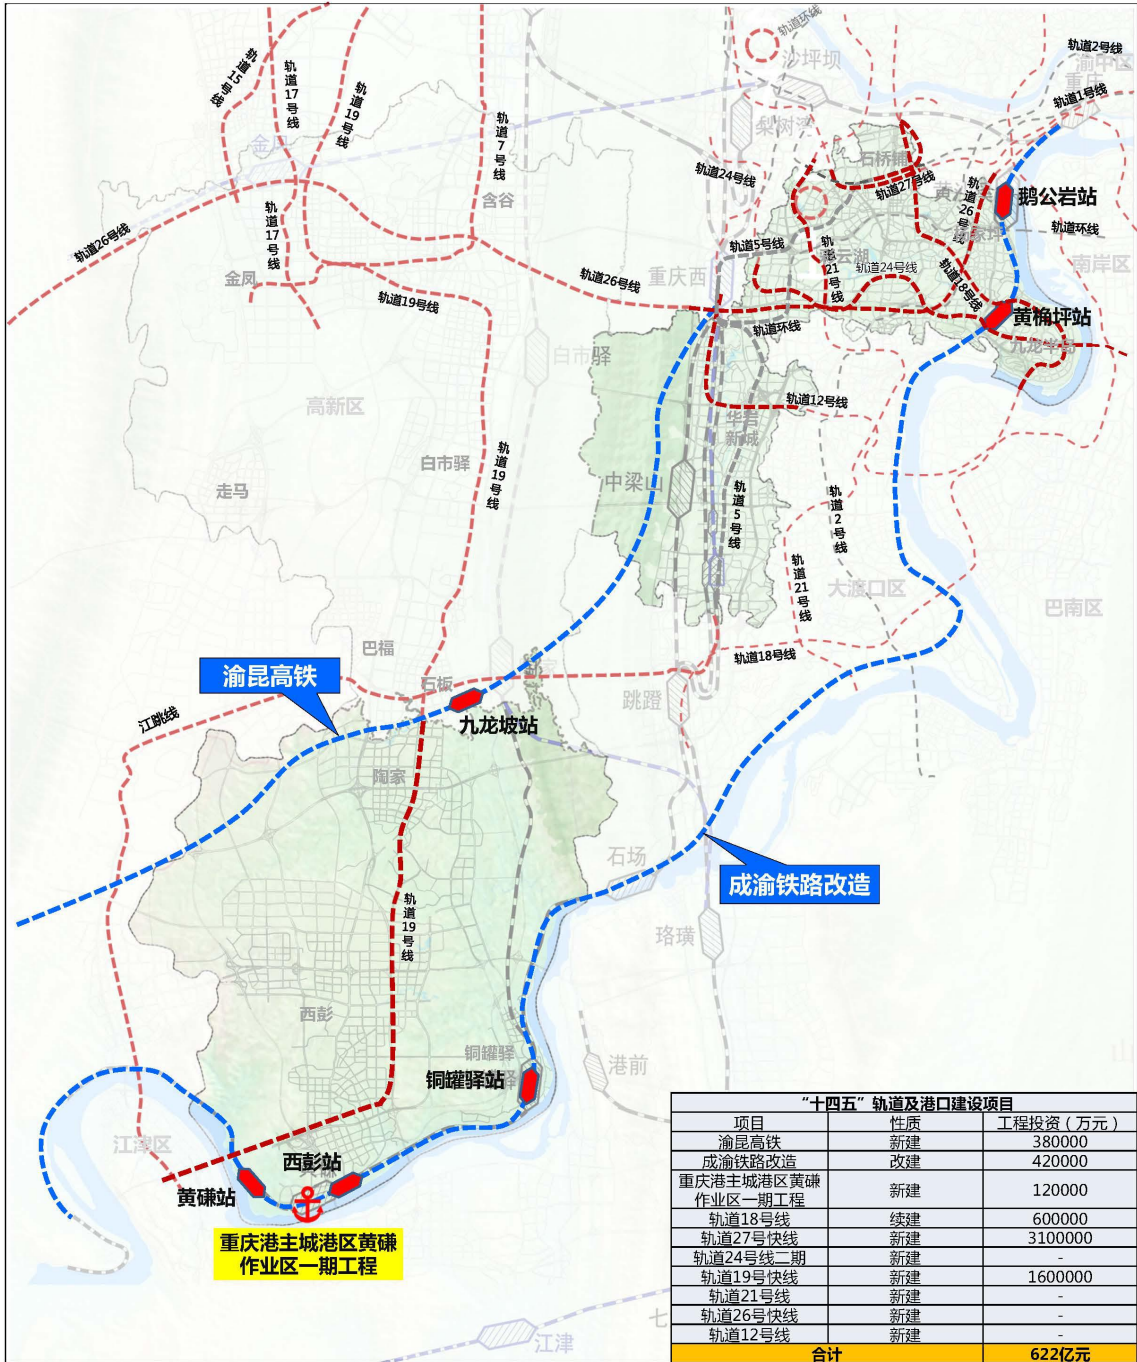 轨道环线
沙坪坝
轨道2号线
渝中区
重庆
轨道1号线
轨道15号线
轨道17号线
轨道19号线
轨道7号线
梨树湾
石桥铺
轨道24号线
轨道27号线
轨道26号线
鹅公岩站
含谷
轨道17号线
轨道26号线
轨道5号线
轨道环线
南岸区
金凤
重庆西
轨道26号线
轨道21号线
轨道24号线
轨道18号线
轨道19号线
黄桷坪站
轨道环线
九龙半岛
白市驿
高新区
轨道12号线
华岩
新城
白市驿
轨道19号线
走马
中梁山
轨道5号线
轨道2号线
轨道21号线
大渡口区
巴南区
巴福
轨道18号线
渝昆高铁
石板
跳蹬
江跳线
九龙坡站
陶家
石场
成渝铁路改造
轨道19号线
珞璜
西彭
铜罐驿
港前
铜罐驿站
江津区
西彭站
黄磏站
重庆港主城港区黄磏
作业区一期工程
江津
七
“十四五”轨道及港口建设项目
项目 性质 工程投资（万元）
渝昆高铁 新建 380000
成渝铁路改造 改建 420000
重庆港主城港区黄磏
作业区一期工程 新建 120000
轨道18号线 续建 600000
轨道27号快线 新建 3100000
轨道24号线二期 新建 -
轨道19号快线 新建 1600000
轨道21号线 新建 -
轨道26号快线 新建 -
轨道12号线 新建 -
合计 622亿元